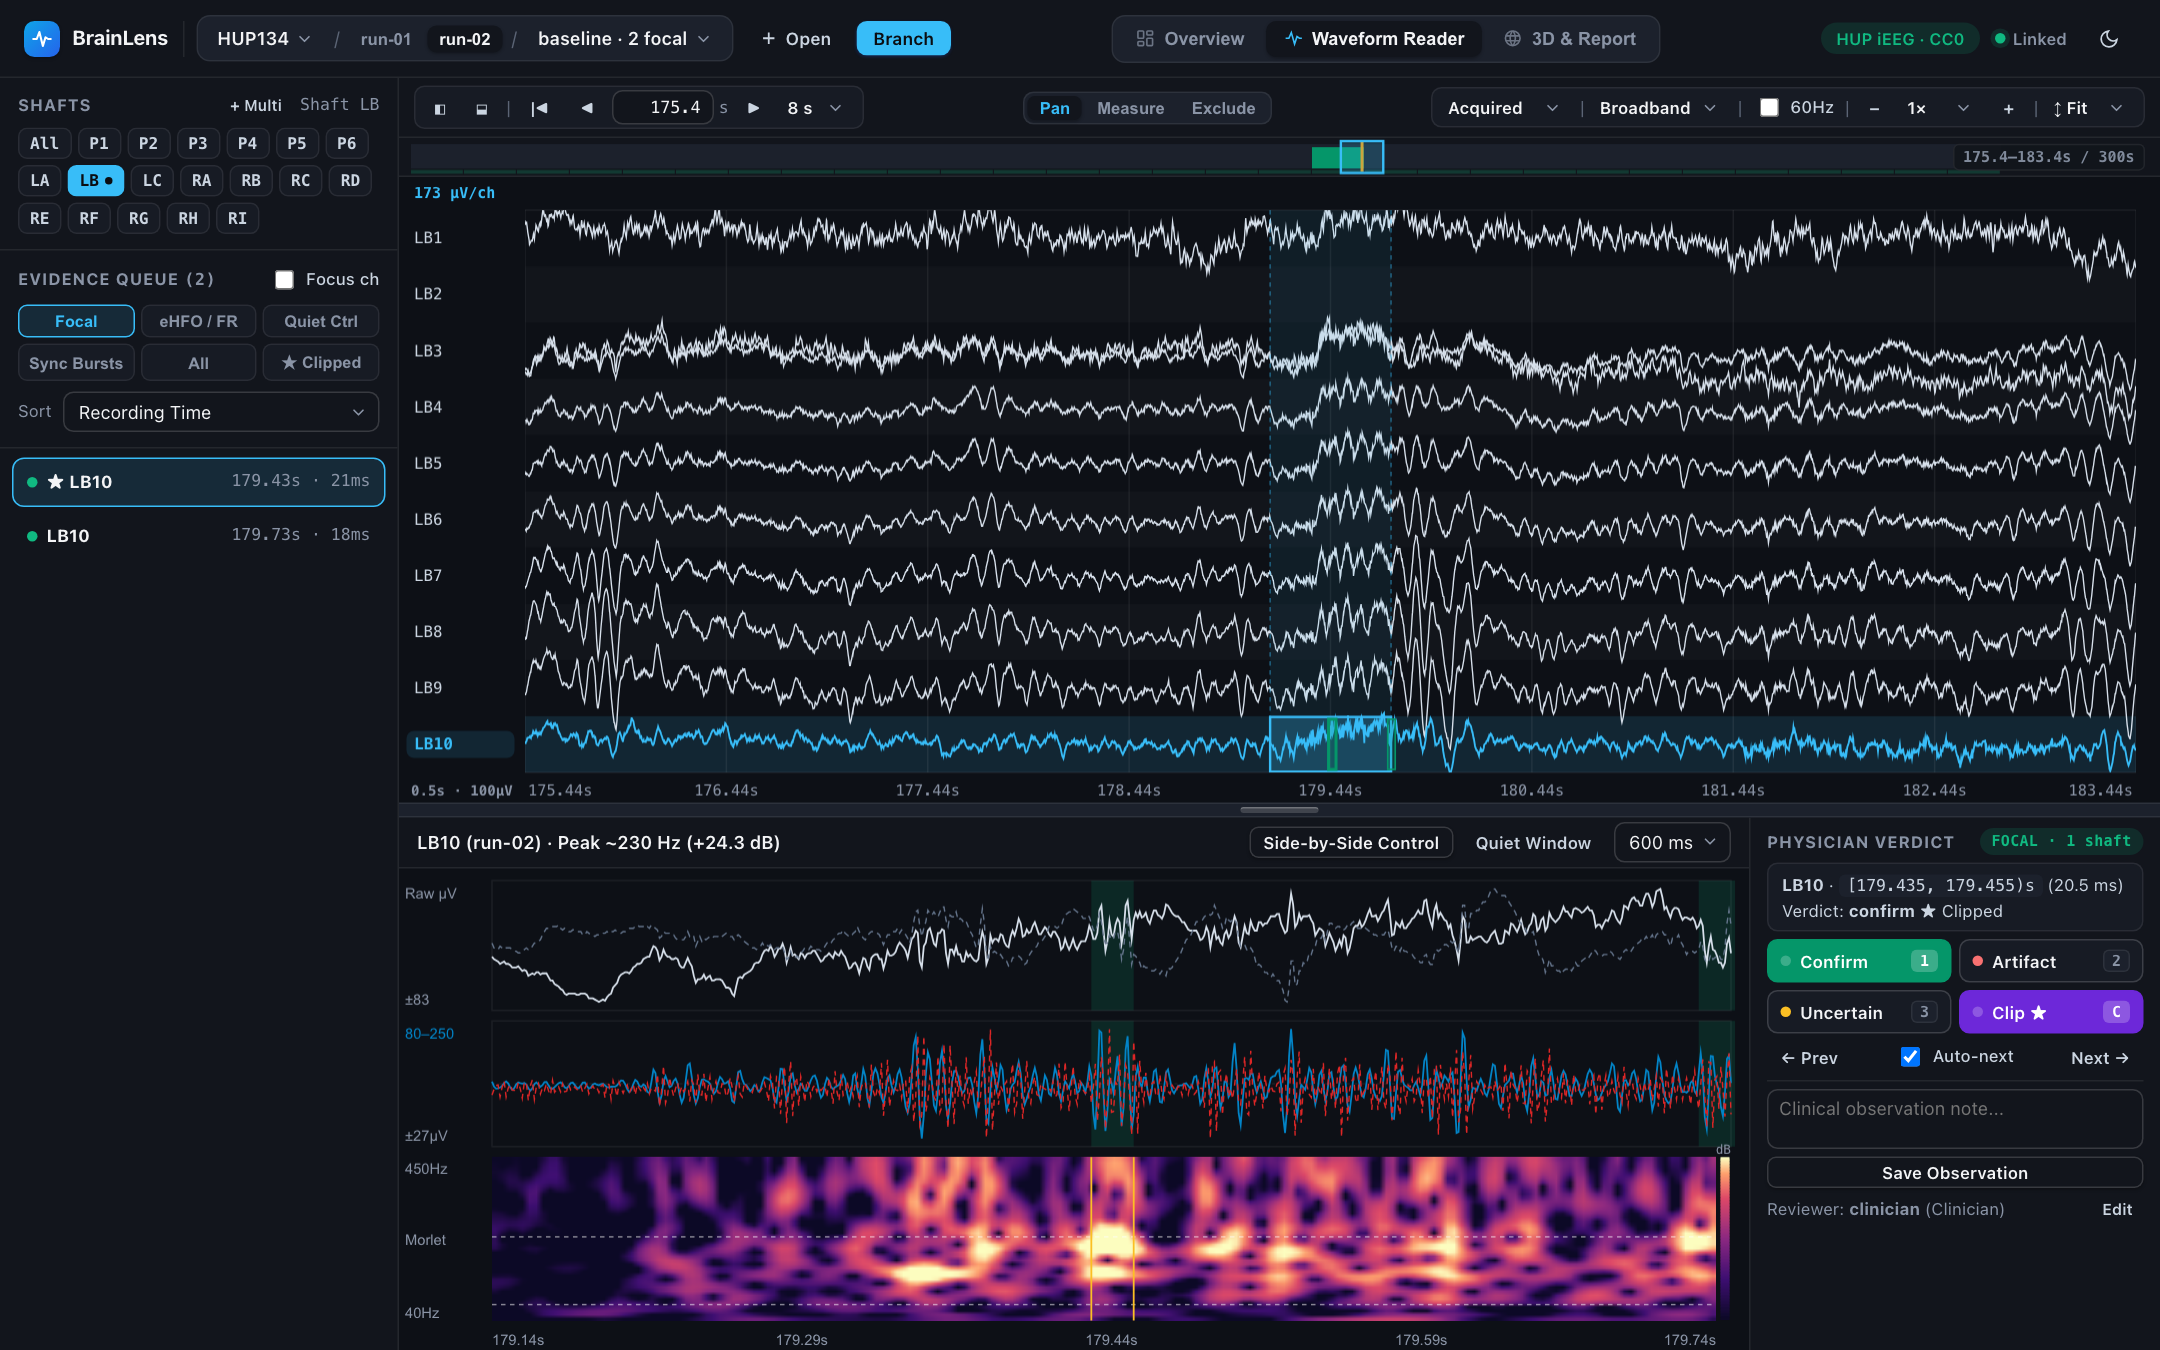 BrainLens HUP134 / run-01 run-02 / baseline · 2 focal + Open Branch Overview Waveform Reader 3D & Report HUP iEEG · CC0 Linked
SHAFTS + Multi Shaft LB
All P1 P2 P3 P4 P5 P6
LA LB LC RA RB RC RD
RE RF RG RH RI
EVIDENCE QUEUE (2) Focus ch
Focal eHFO / FR Quiet Ctrl
Sync Bursts All ★ Clipped
Sort Recording Time
★ LB10 179.43s · 21ms
LB10 179.73s · 18ms
175.4 s 8 s Pan Measure Exclude Acquired | Broadband | 60Hz | − 1× + | ↕ Fit
175.4–183.4s / 300s
173 µV/ch
LB1
LB2
LB3
LB4
LB5
LB6
LB7
LB8
LB9
LB10
0.5s · 100µV 175.44s 176.44s 177.44s 178.44s 179.44s 180.44s 181.44s 182.44s 183.44s
LB10 (run-02) · Peak ~230 Hz (+24.3 dB) Side-by-Side Control Quiet Window 600 ms
Raw µV
±83
80–250
±27µV
dB
450Hz
Morlet
40Hz
179.14s 179.29s 179.44s 179.59s 179.74s
PHYSICIAN VERDICT FOCAL · 1 shaft
LB10 · [179.435, 179.455)s (20.5 ms)
Verdict: confirm ★ Clipped
Confirm 1 Artifact 2
Uncertain 3 Clip ★ C
← Prev Auto-next Next →
Clinical observation note...
Save Observation
Reviewer: clinician (Clinician) Edit